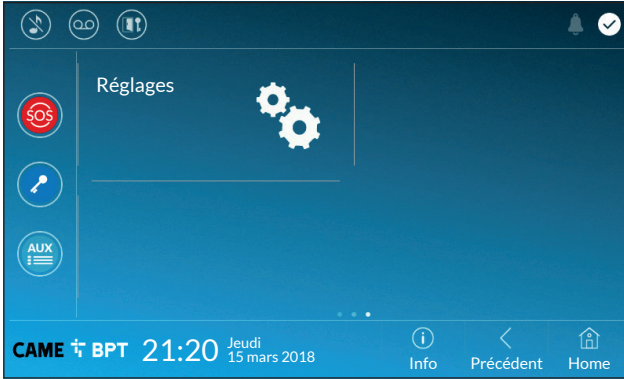 Réglages
SOS
AUX
CAME BPT 21:20 Jeudi
15 mars 2018
Info Précédent Home